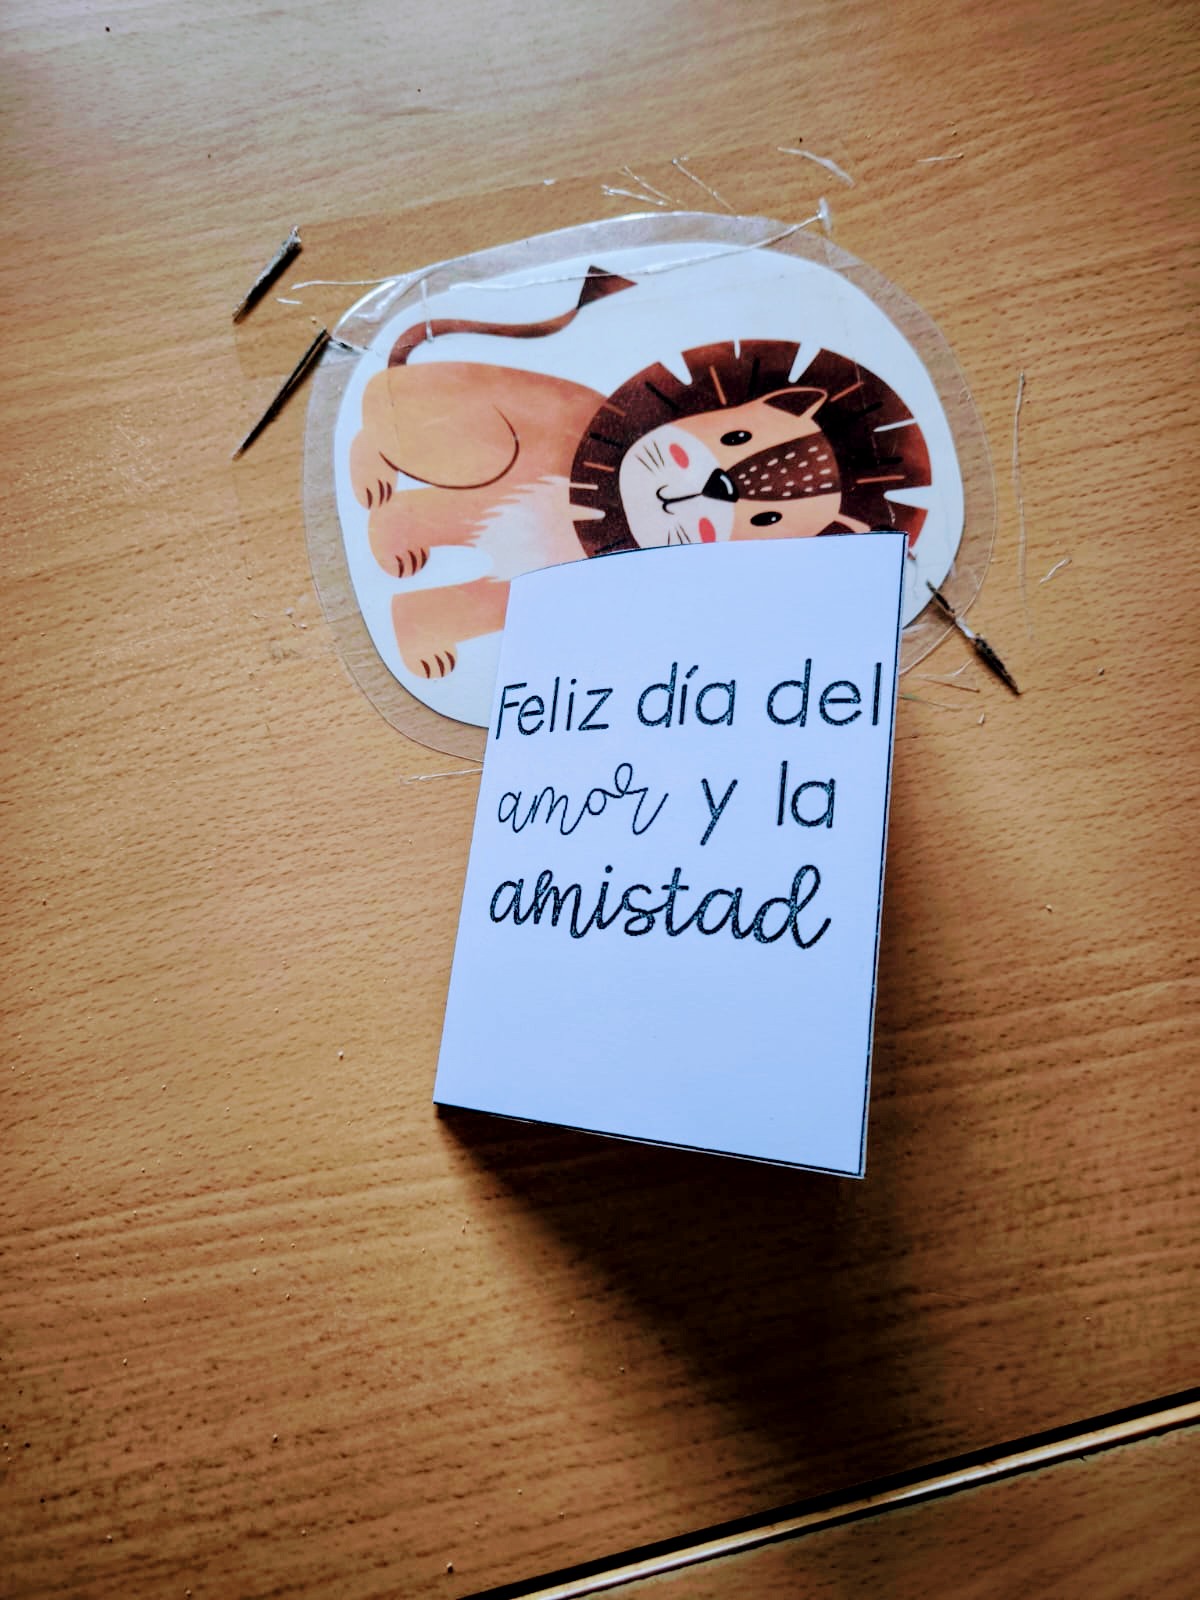 Feliz día del
amor y la
amistad